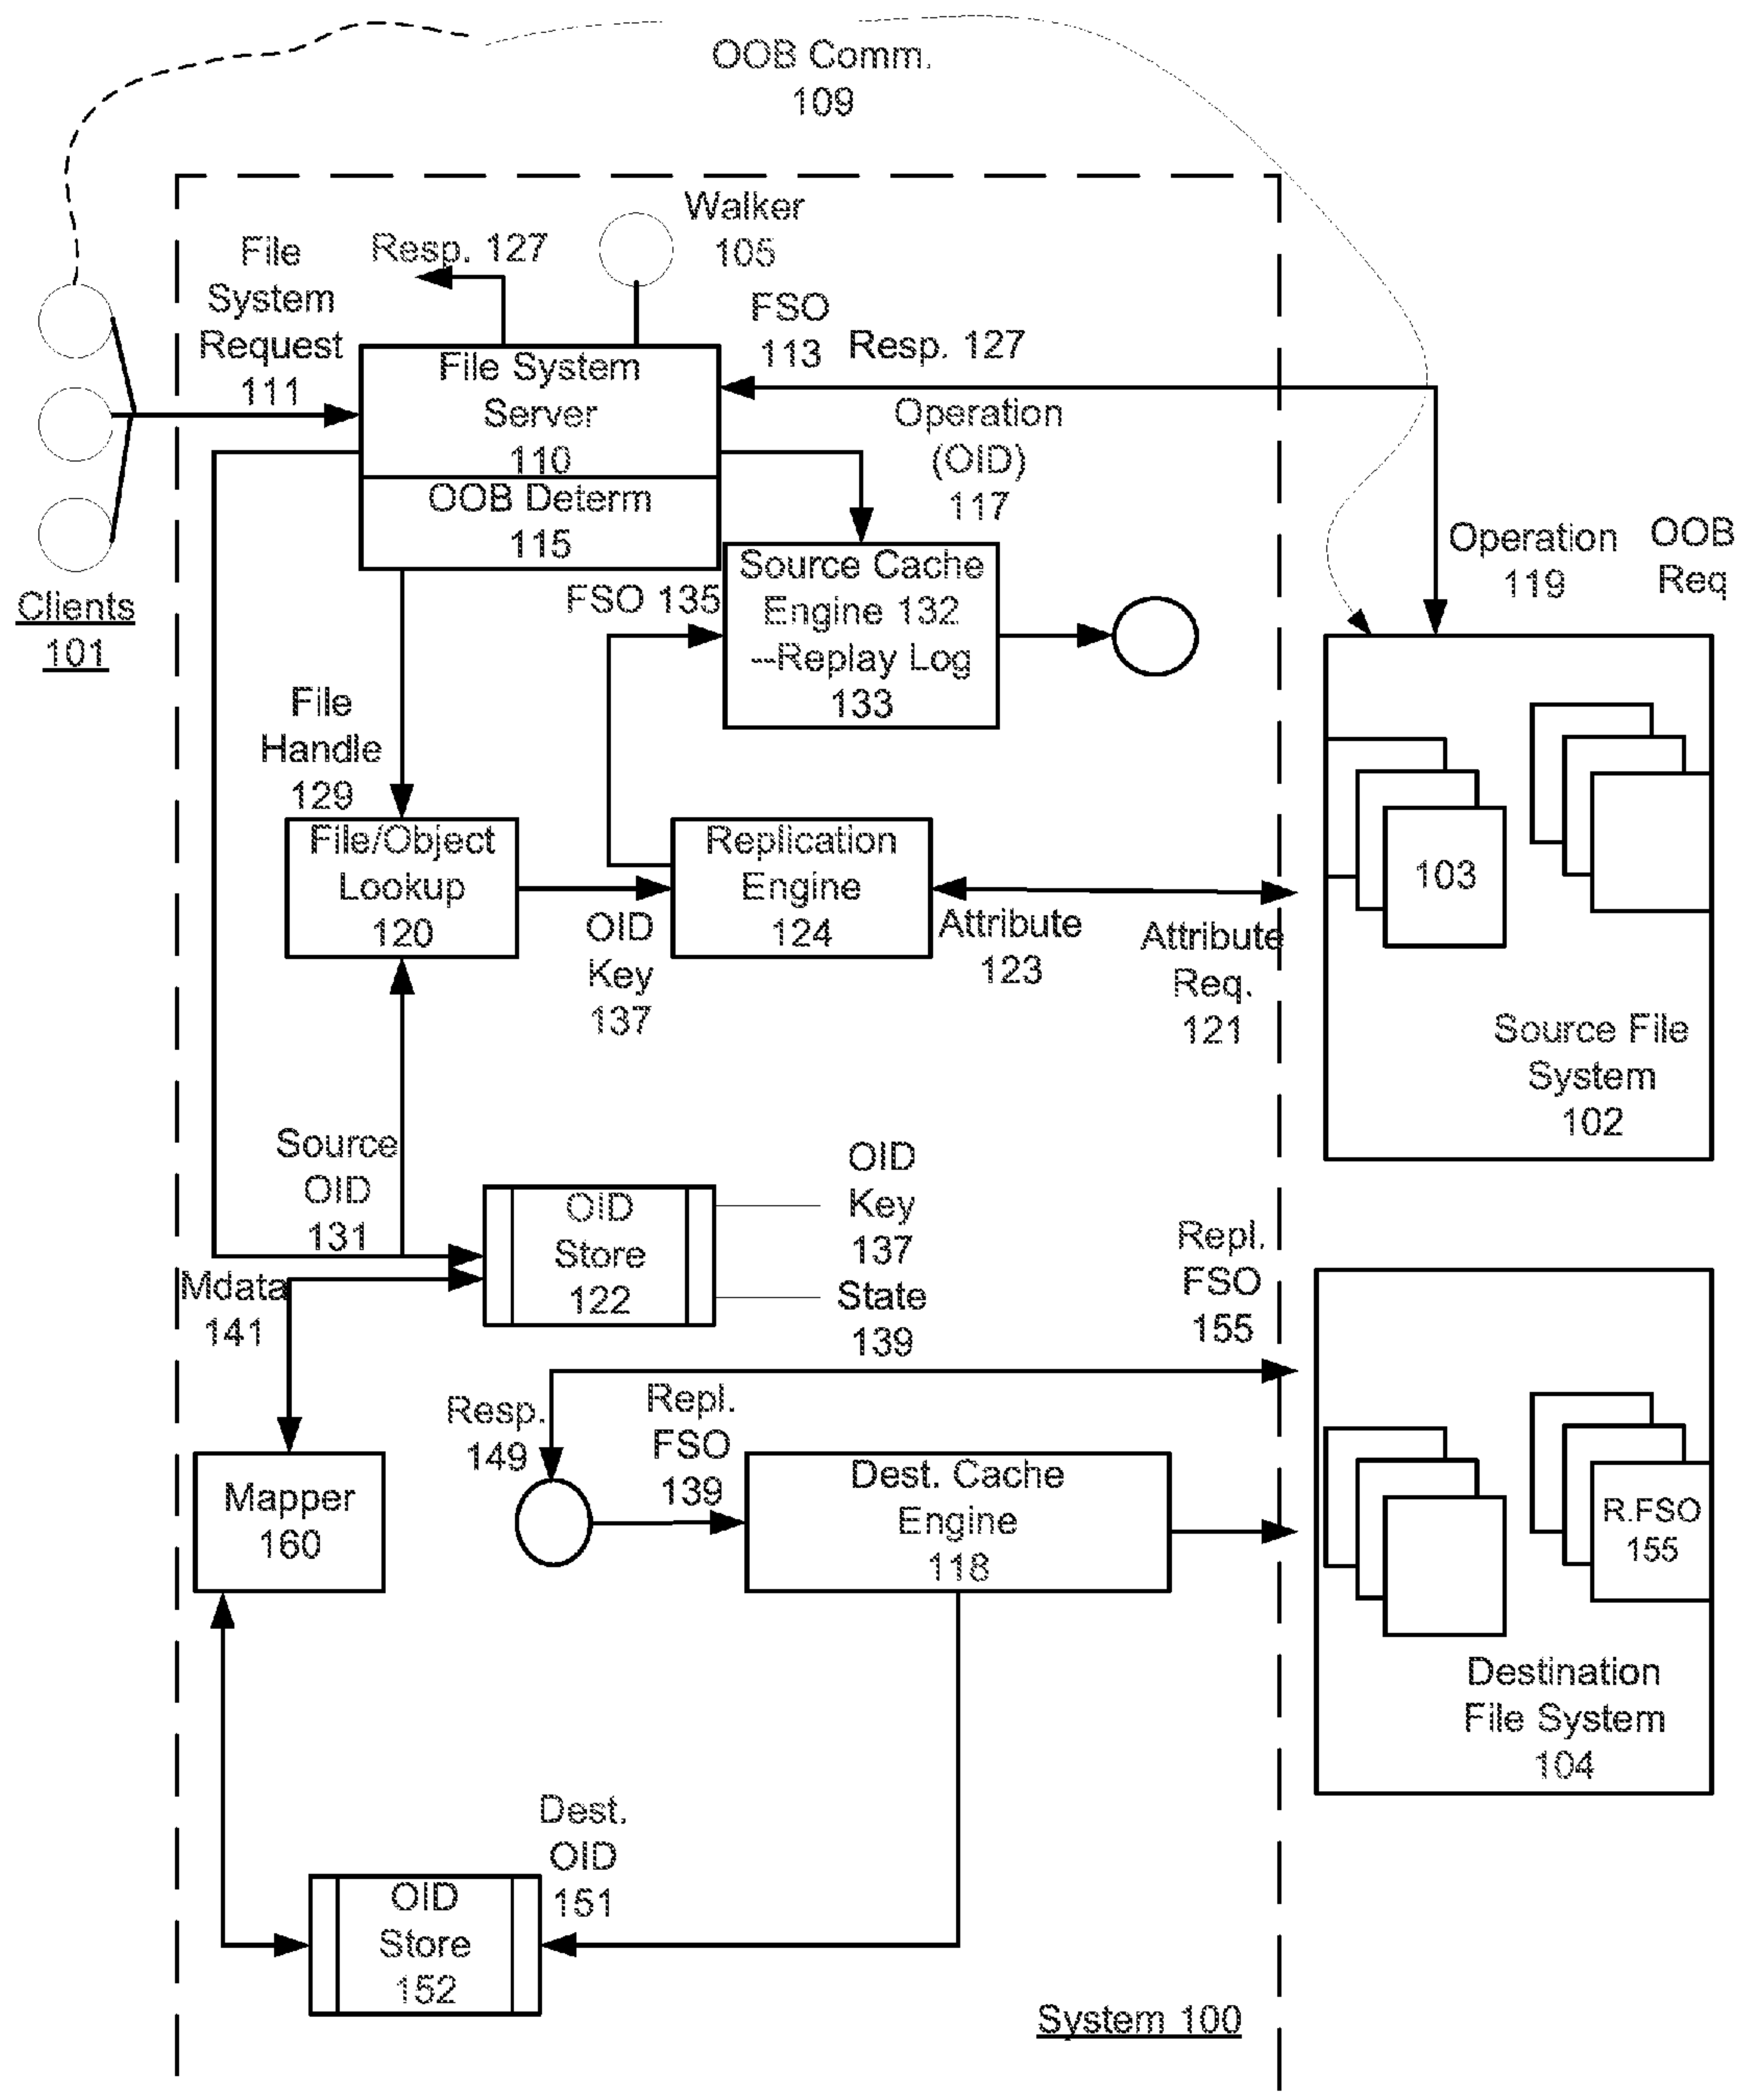 OOB Comm.
109
Walker
105
File
System
Request
111
Resp. 127
FSO
113
Resp. 127
File System
Server
110
OOB Determ
115
Operation
(OID)
117
Operation
119
OOB
Req
Clients
101
FSO 135
Source Cache
Engine 132
--Replay Log
133
File
Handle
129
File/Object
Lookup
120
Replication
Engine
124
103
OID
Key
137
Attribute
123
Attribute
Req.
121
Source File
System
102
Source
OID
131
OID
Store
122
OID
Key
137
State
139
Repl.
FSO
155
Mdata
141
Resp.
149
Repl.
FSO
139
Mapper
160
Dest. Cache
Engine
118
R.FSO
155
Destination
File System
104
Dest.
OID
151
OID
Store
152
System 100